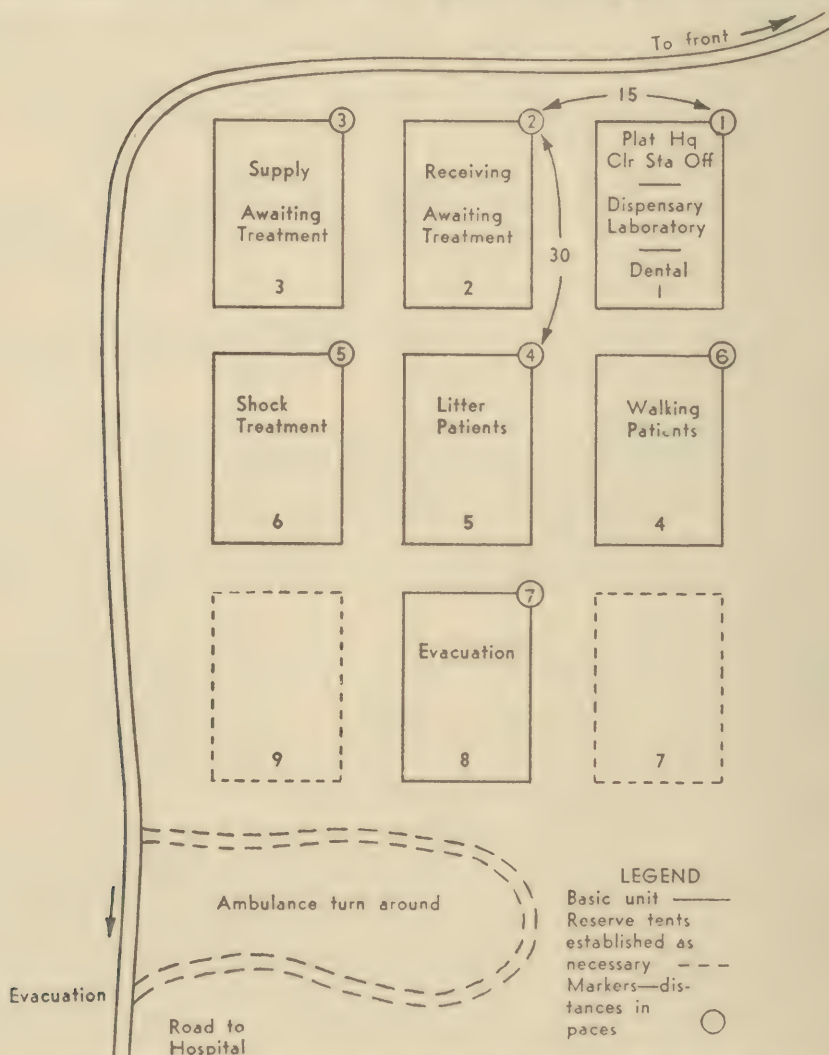 To front
15
3
2
1
Supply
Awaiting
Treatment
3
Receiving
Awaiting
Treatment
2
Plat Hq
Clr Sta Off
Dispensary
Laboratory
Dental
1
30
5
4
6
Shock
Treatment
6
Litter
Patients
5
Walking
Patients
4
7
9
Evacuation
8
7
Ambulance turn around
Evacuation
Road to
Hospital
LEGEND
Basic unit
Reserve tents
established as
necessary
Markers—dis-
tances in
paces